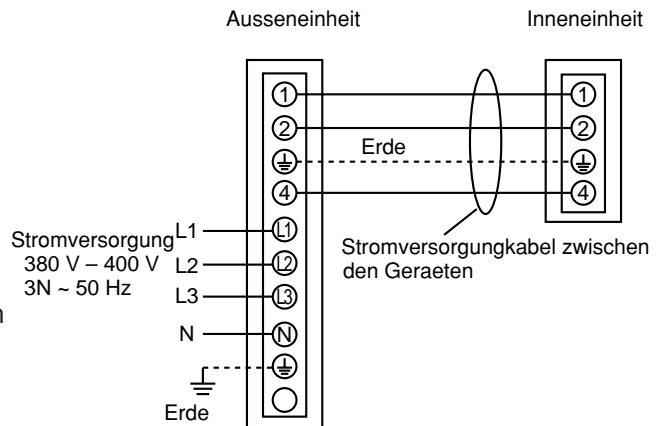 Ausseneinheit
Inneneinheit
1
1
2
2
Erde
4
4
L1 L1
Stromversorgung
380 V – 400 V
3N ~ 50 Hz
L2 L2
L3 L3
N N
Erde
Stromversorgungkabel zwischen
den Geraeten
n